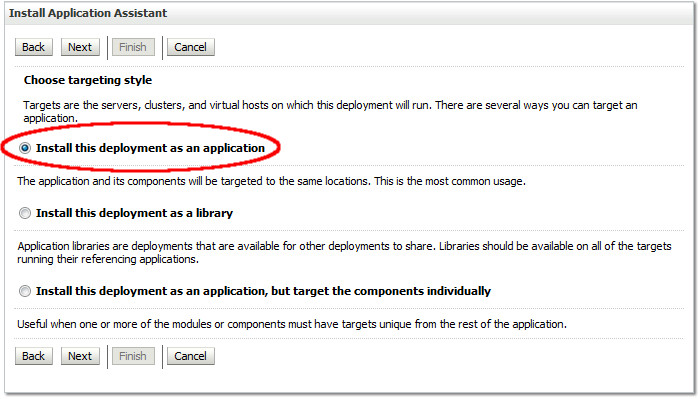 Install Application Assistant
Back Next Finish Cancel
Choose targeting style
Targets are the servers, clusters, and virtual hosts on which this deployment will run. There are several ways you can target an
application.
Install this deployment as an application
The application and its components will be targeted to the same locations. This is the most common usage.
Install this deployment as a library
Application libraries are deployments that are available for other deployments to share. Libraries should be available on all of the targets
running their referencing applications.
Install this deployment as an application, but target the components individually
Useful when one or more of the modules or components must have targets unique from the rest of the application.
Back Next Finish Cancel